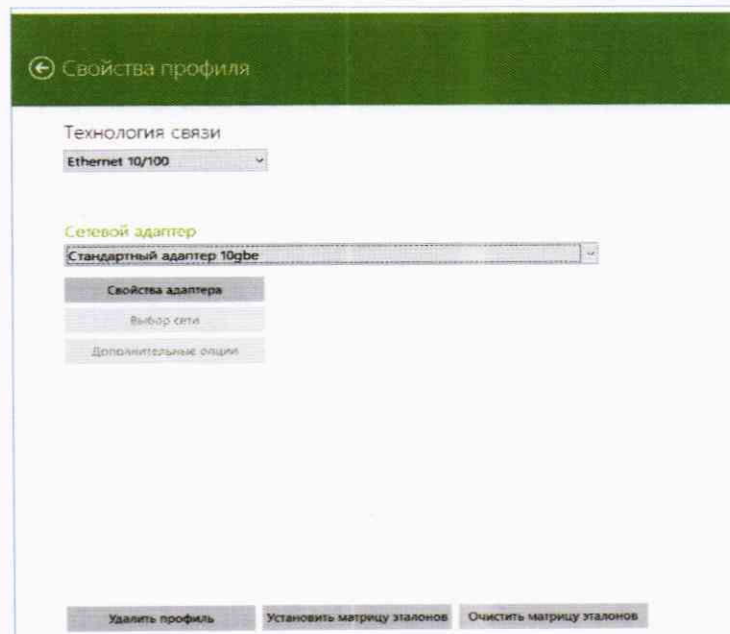 Свойства профиля
Технология связи
Ethernet 10/100
Сетевой адаптер
Стандартный адаптер 10gbe
Свойства адаптера
Выбор сети
Дополнительные опции
Удалить профиль Установить матрицу эталонов Очистить матрицу эталонов